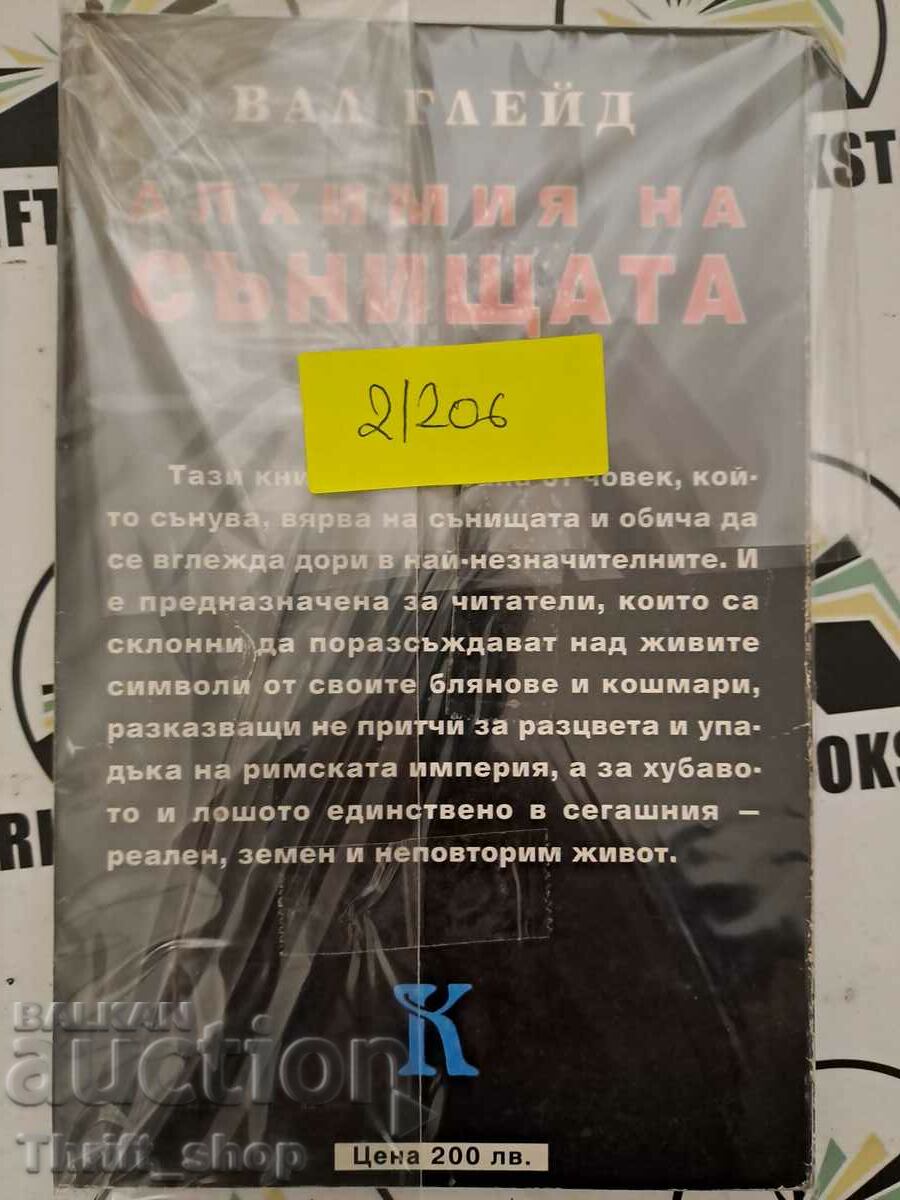 ВАЛ ГЛЕЙД
АЛХИМИЯ НА
СЪНИЩАТА
2/206
Тази от човек, кой-
то сънува, вярва на сънищата и обича да
се вглежда дори в най-незначителните. И
е предназначена за читатели, които са
склонни да поразсъждават над живите
символи от своите блянове и кошмари,
разказващи не притчи за разцвета и упа-
дъка на римската империя, а за хубаво-
то и лошото единствено в сегашния –
реален, земен и неповторим живот.
К
Цена 200 лв.
BALKAN
auction
Thrift_shop